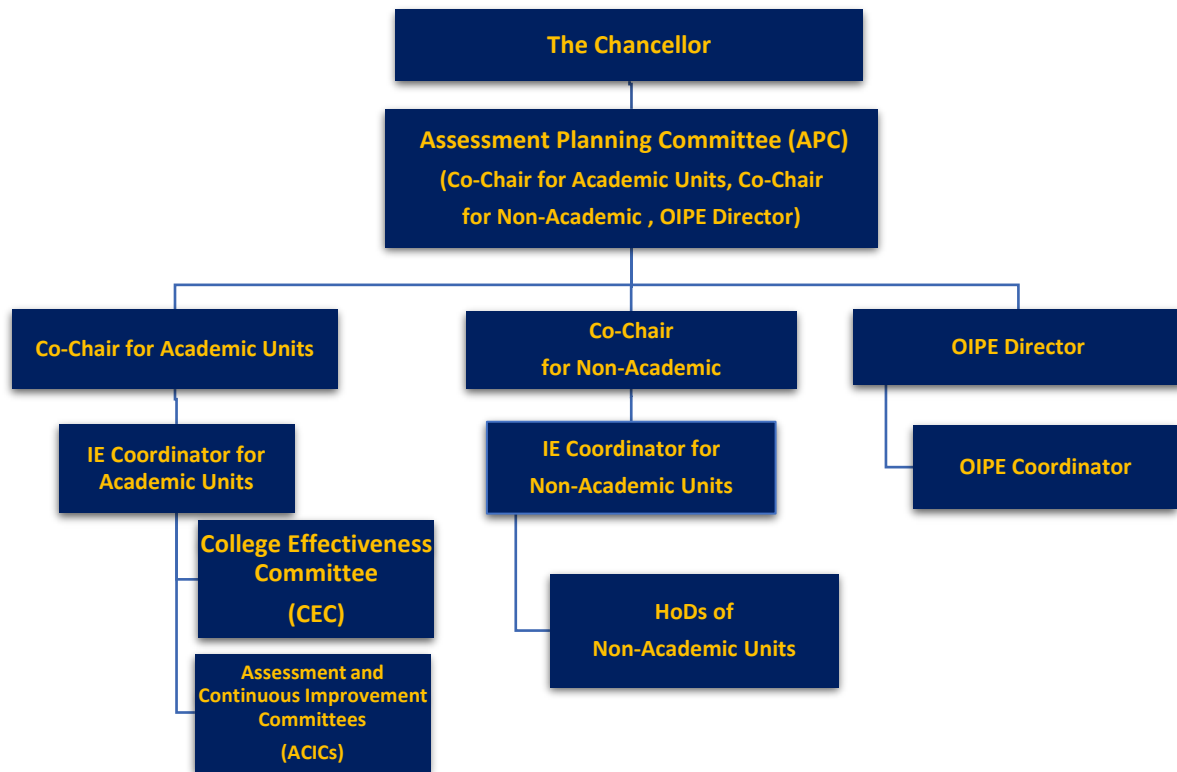 The Chancellor
Assessment Planning Committee (APC)
(Co-Chair for Academic Units, Co-Chair
for Non-Academic , OIPE Director)
Co-Chair for Academic Units
Co-Chair
for Non-Academic
OIPE Director
IE Coordinator for
Academic Units
IE Coordinator for
Non-Academic Units
OIPE Coordinator
College Effectiveness
Committee
(CEC)
HoDs of
Non-Academic Units
Assessment and
Continuous Improvement
Committees
(ACICs)